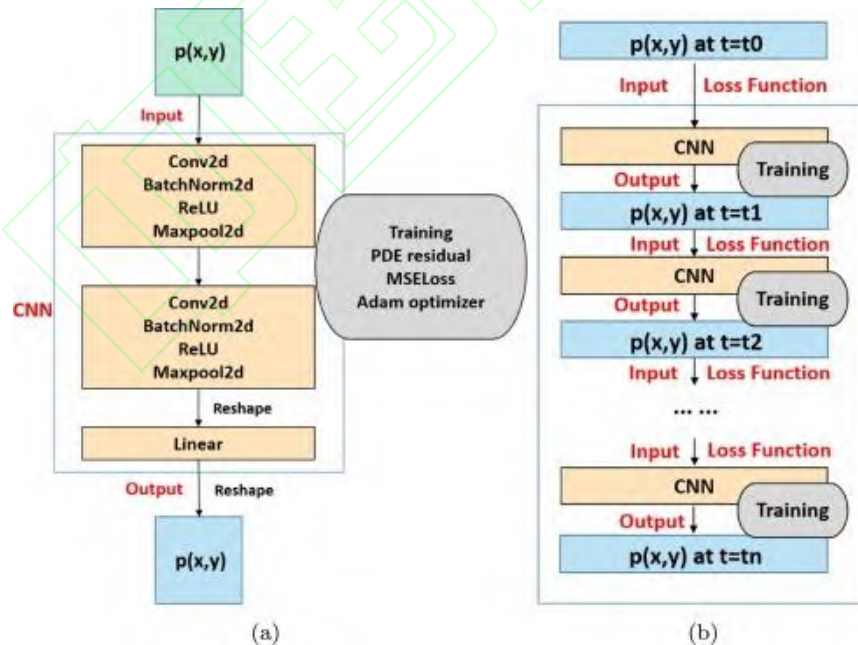 p(x,y)
Input
Conv2d
BatchNorm2d
ReLU
Maxpool2d
Training
PDE residual
MSELoss
Adam optimizer
CNN
Conv2d
BatchNorm2d
ReLU
Maxpool2d
Reshape
Linear
Output
Reshape
p(x,y)
(a)
p(x,y) at t=t0
Input Loss Function
CNN
Training
Output
p(x,y) at t=t1
Input Loss Function
CNN
Training
Output
p(x,y) at t=t2
Input Loss Function
... ...
Input Loss Function
CNN
Training
Output
p(x,y) at t=tn
(b)